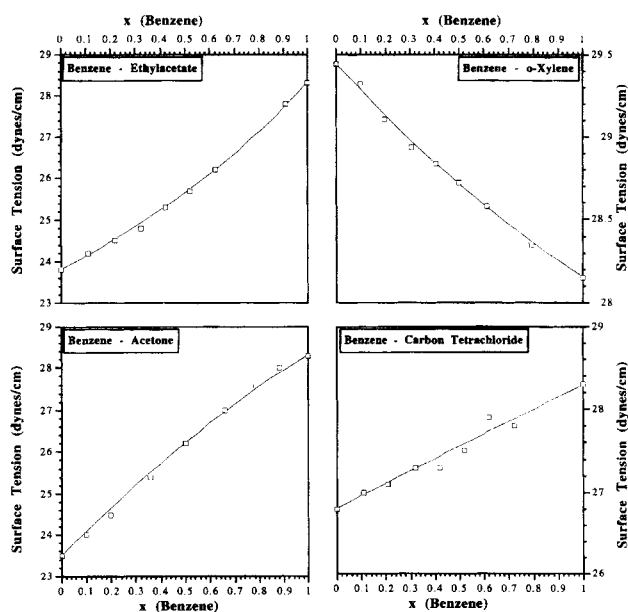 x (Benzene)
x (Benzene)
0 0.1 0.2 0.3 0.4 0.5 0.6 0.7 0.8 0.9 1
0 0.1 0.2 0.3 0.4 0.5 0.6 0.7 0.8 0.9 1
Surface Tension (dynes/cm)
29
28
27
26
25
24
23
Benzene - Ethylacetate
Benzene - o-Xylene
29.5
29
28.5
28
Surface Tension (dynes/cm)
Surface Tension (dynes/cm)
29
28
27
26
25
24
23
Benzene - Acetone
Benzene - Carbon Tetrachloride
29
28
27
26
Surface Tension (dynes/cm)
0 0.1 0.2 0.3 0.4 0.5 0.6 0.7 0.8 0.9 1
0 0.1 0.2 0.3 0.4 0.5 0.6 0.7 0.8 0.9 1
x (Benzene)
x (Benzene)